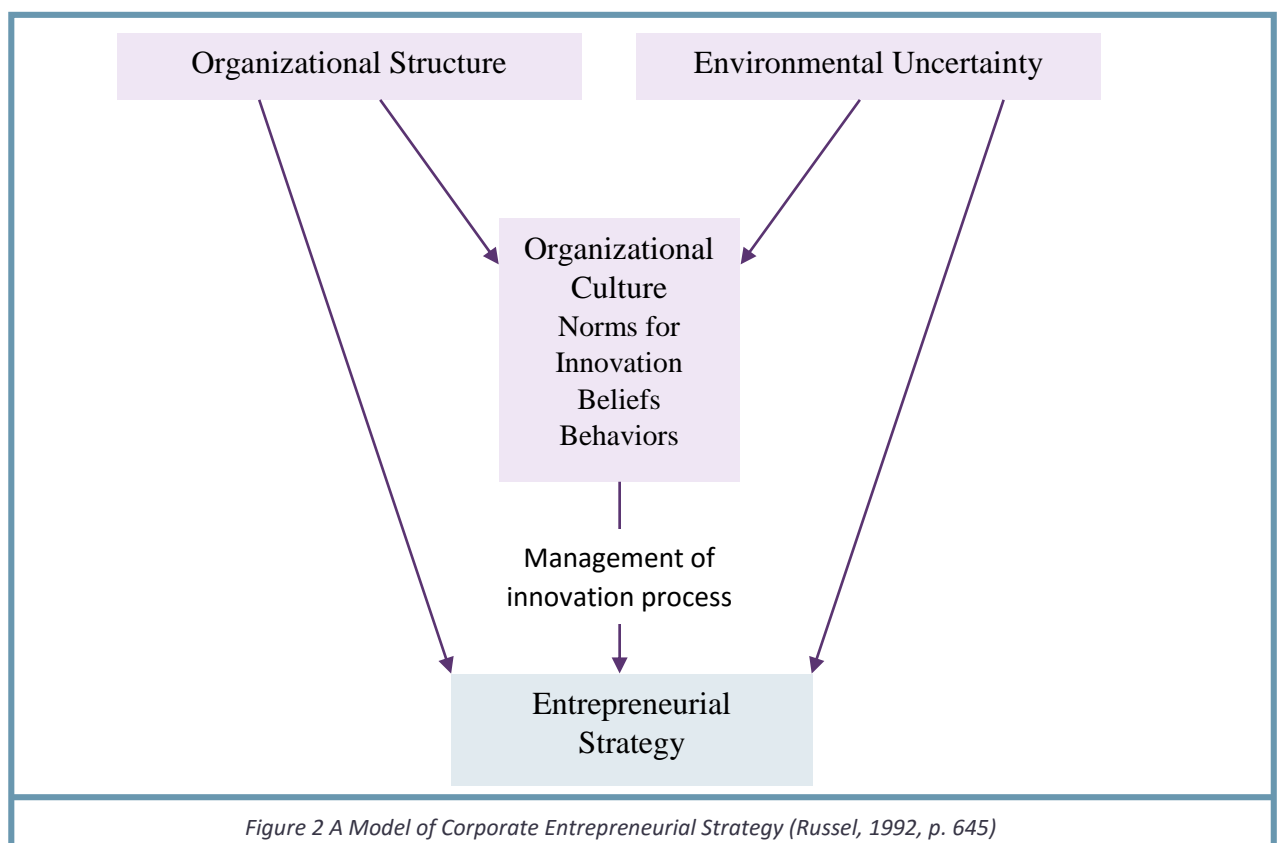 Organizational Structure
Environmental Uncertainty
Organizational
Culture
Norms for
Innovation
Beliefs
Behaviors
Management of
innovation process
Entrepreneurial
Strategy
Figure 2 A Model of Corporate Entrepreneurial Strategy (Russel, 1992, p. 645)